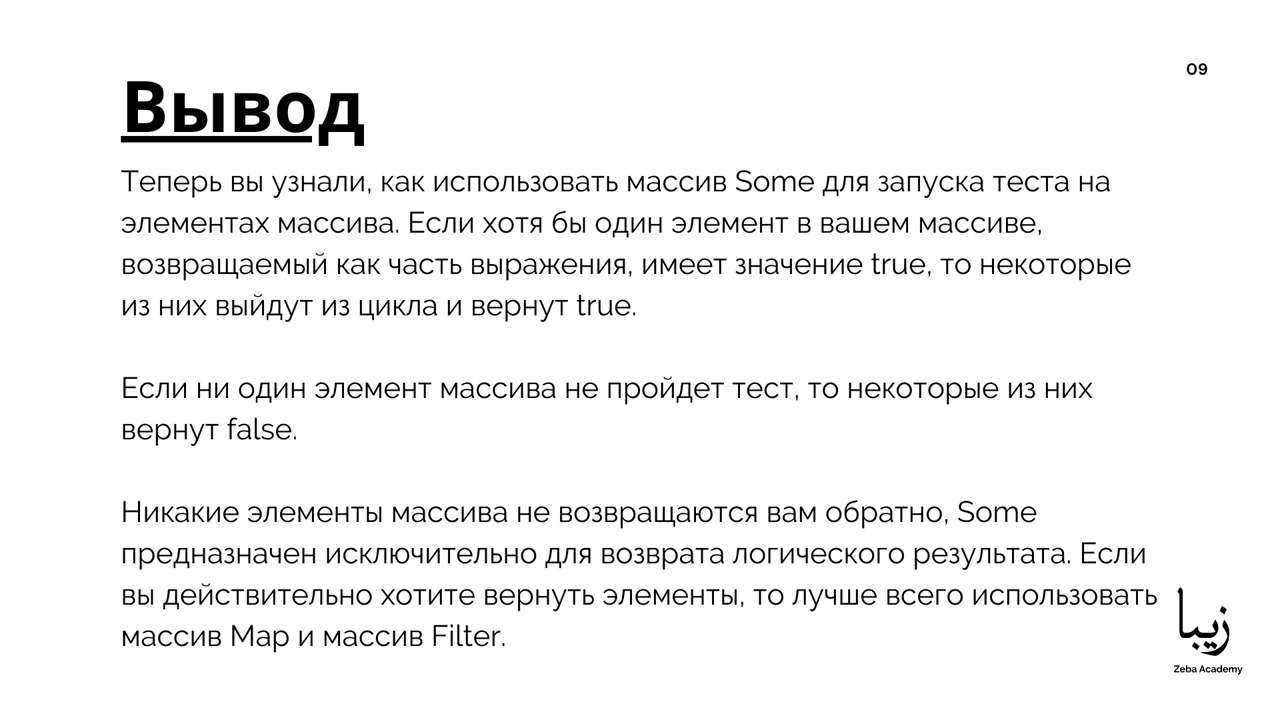 09
Вывод
Теперь вы узнали, как использовать массив Some для запуска теста на
элементах массива. Если хотя бы один элемент в вашем массиве,
возвращаемый как часть выражения, имеет значение true, то некоторые
из них выйдут из цикла и вернут true.
Если ни один элемент массива не пройдет тест, то некоторые из них
вернут false.
Никакие элементы массива не возвращаются вам обратно, Some
предназначен исключительно для возврата логического результата. Если
вы действительно хотите вернуть элементы, то лучше всего использовать
массив Map и массив Filter.
زيبا
Zeba Academy